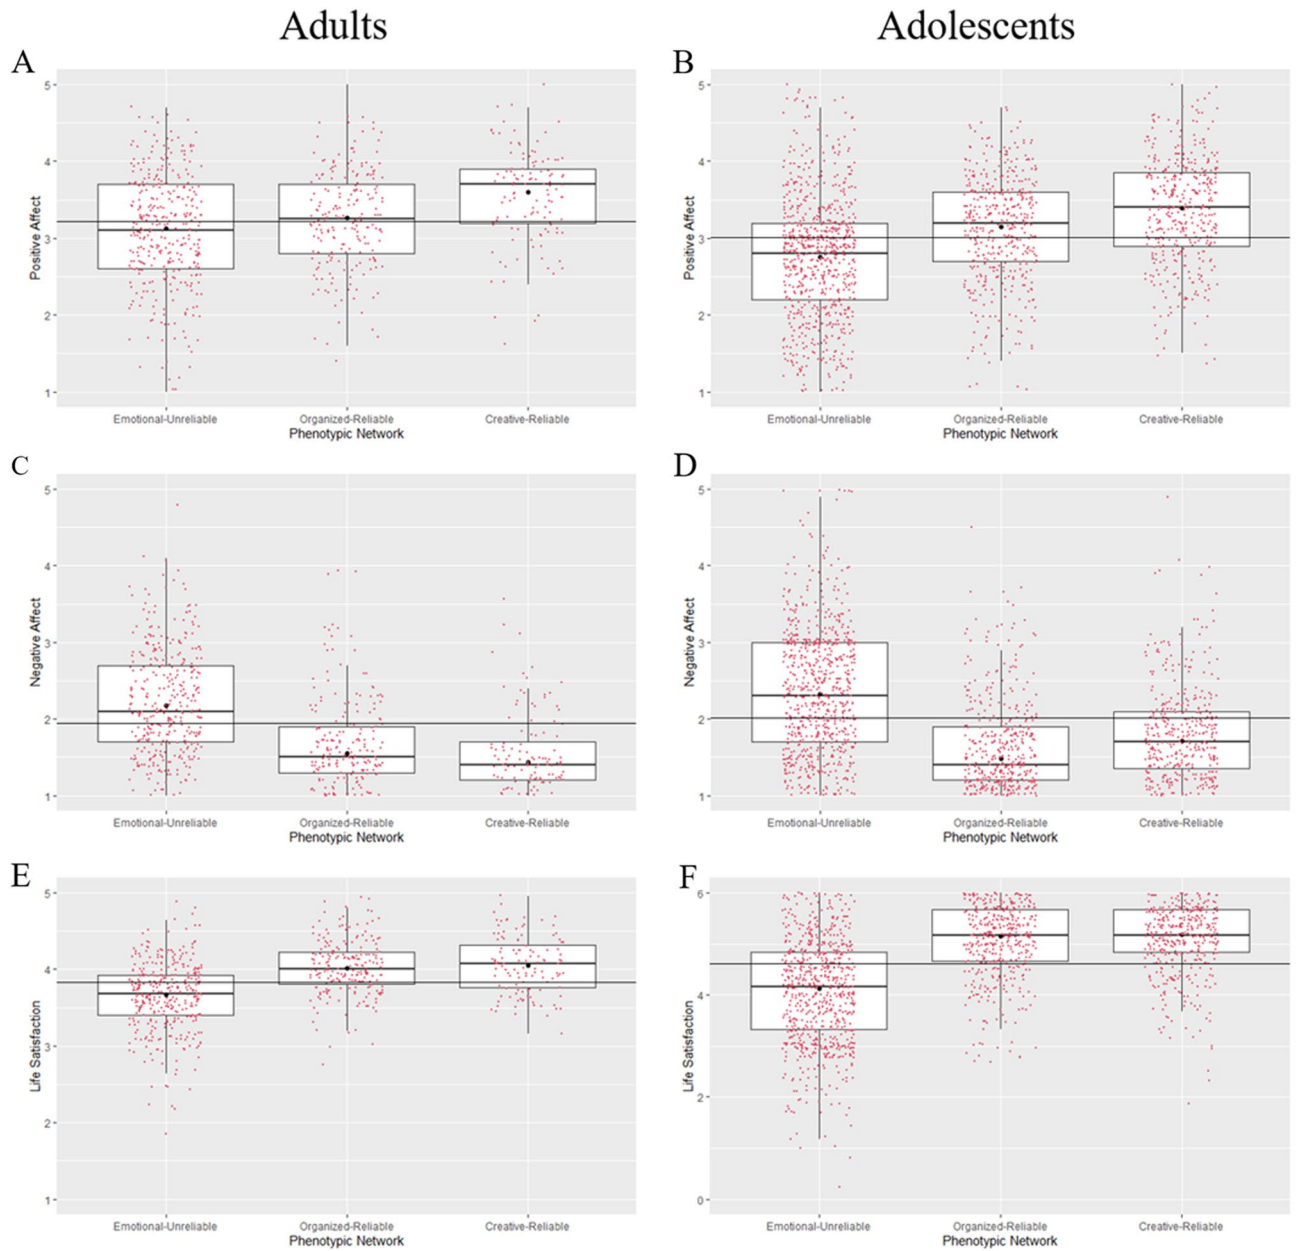 Adults
Adolescents
A
5
4
3
2
1
Positive Affect
Emotional-Unreliable
Organized-Reliable
Creative-Reliable
Phenotypic Network
B
5
4
3
2
1
Positive Affect
Emotional-Unreliable
Organized-Reliable
Creative-Reliable
Phenotypic Network
C
5
4
3
2
1
Negative Affect
Emotional-Unreliable
Organized-Reliable
Creative-Reliable
Phenotypic Network
D
5
4
3
2
1
Negative Affect
Emotional-Unreliable
Organized-Reliable
Creative-Reliable
Phenotypic Network
E
5
4
3
2
1
Life Satisfaction
Emotional-Unreliable
Organized-Reliable
Creative-Reliable
Phenotypic Network
F
6
4
2
0
Life Satisfaction
Emotional-Unreliable
Organized-Reliable
Creative-Reliable
Phenotypic Network